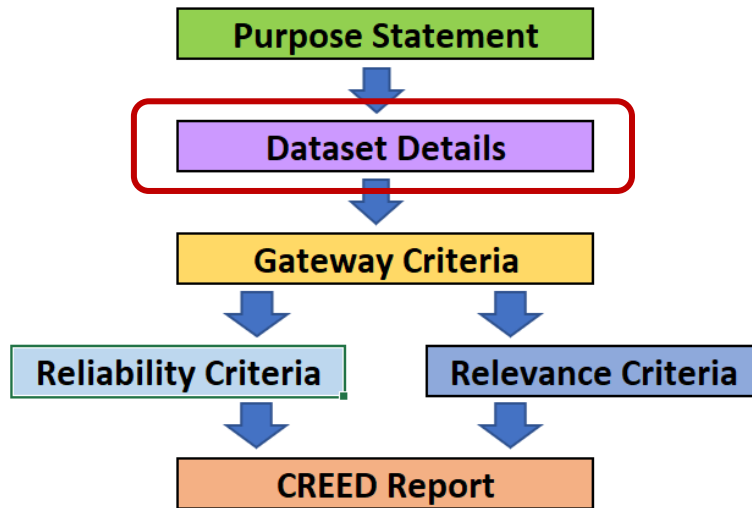 Purpose Statement
Dataset Details
Gateway Criteria
Reliability Criteria
Relevance Criteria
CREED Report